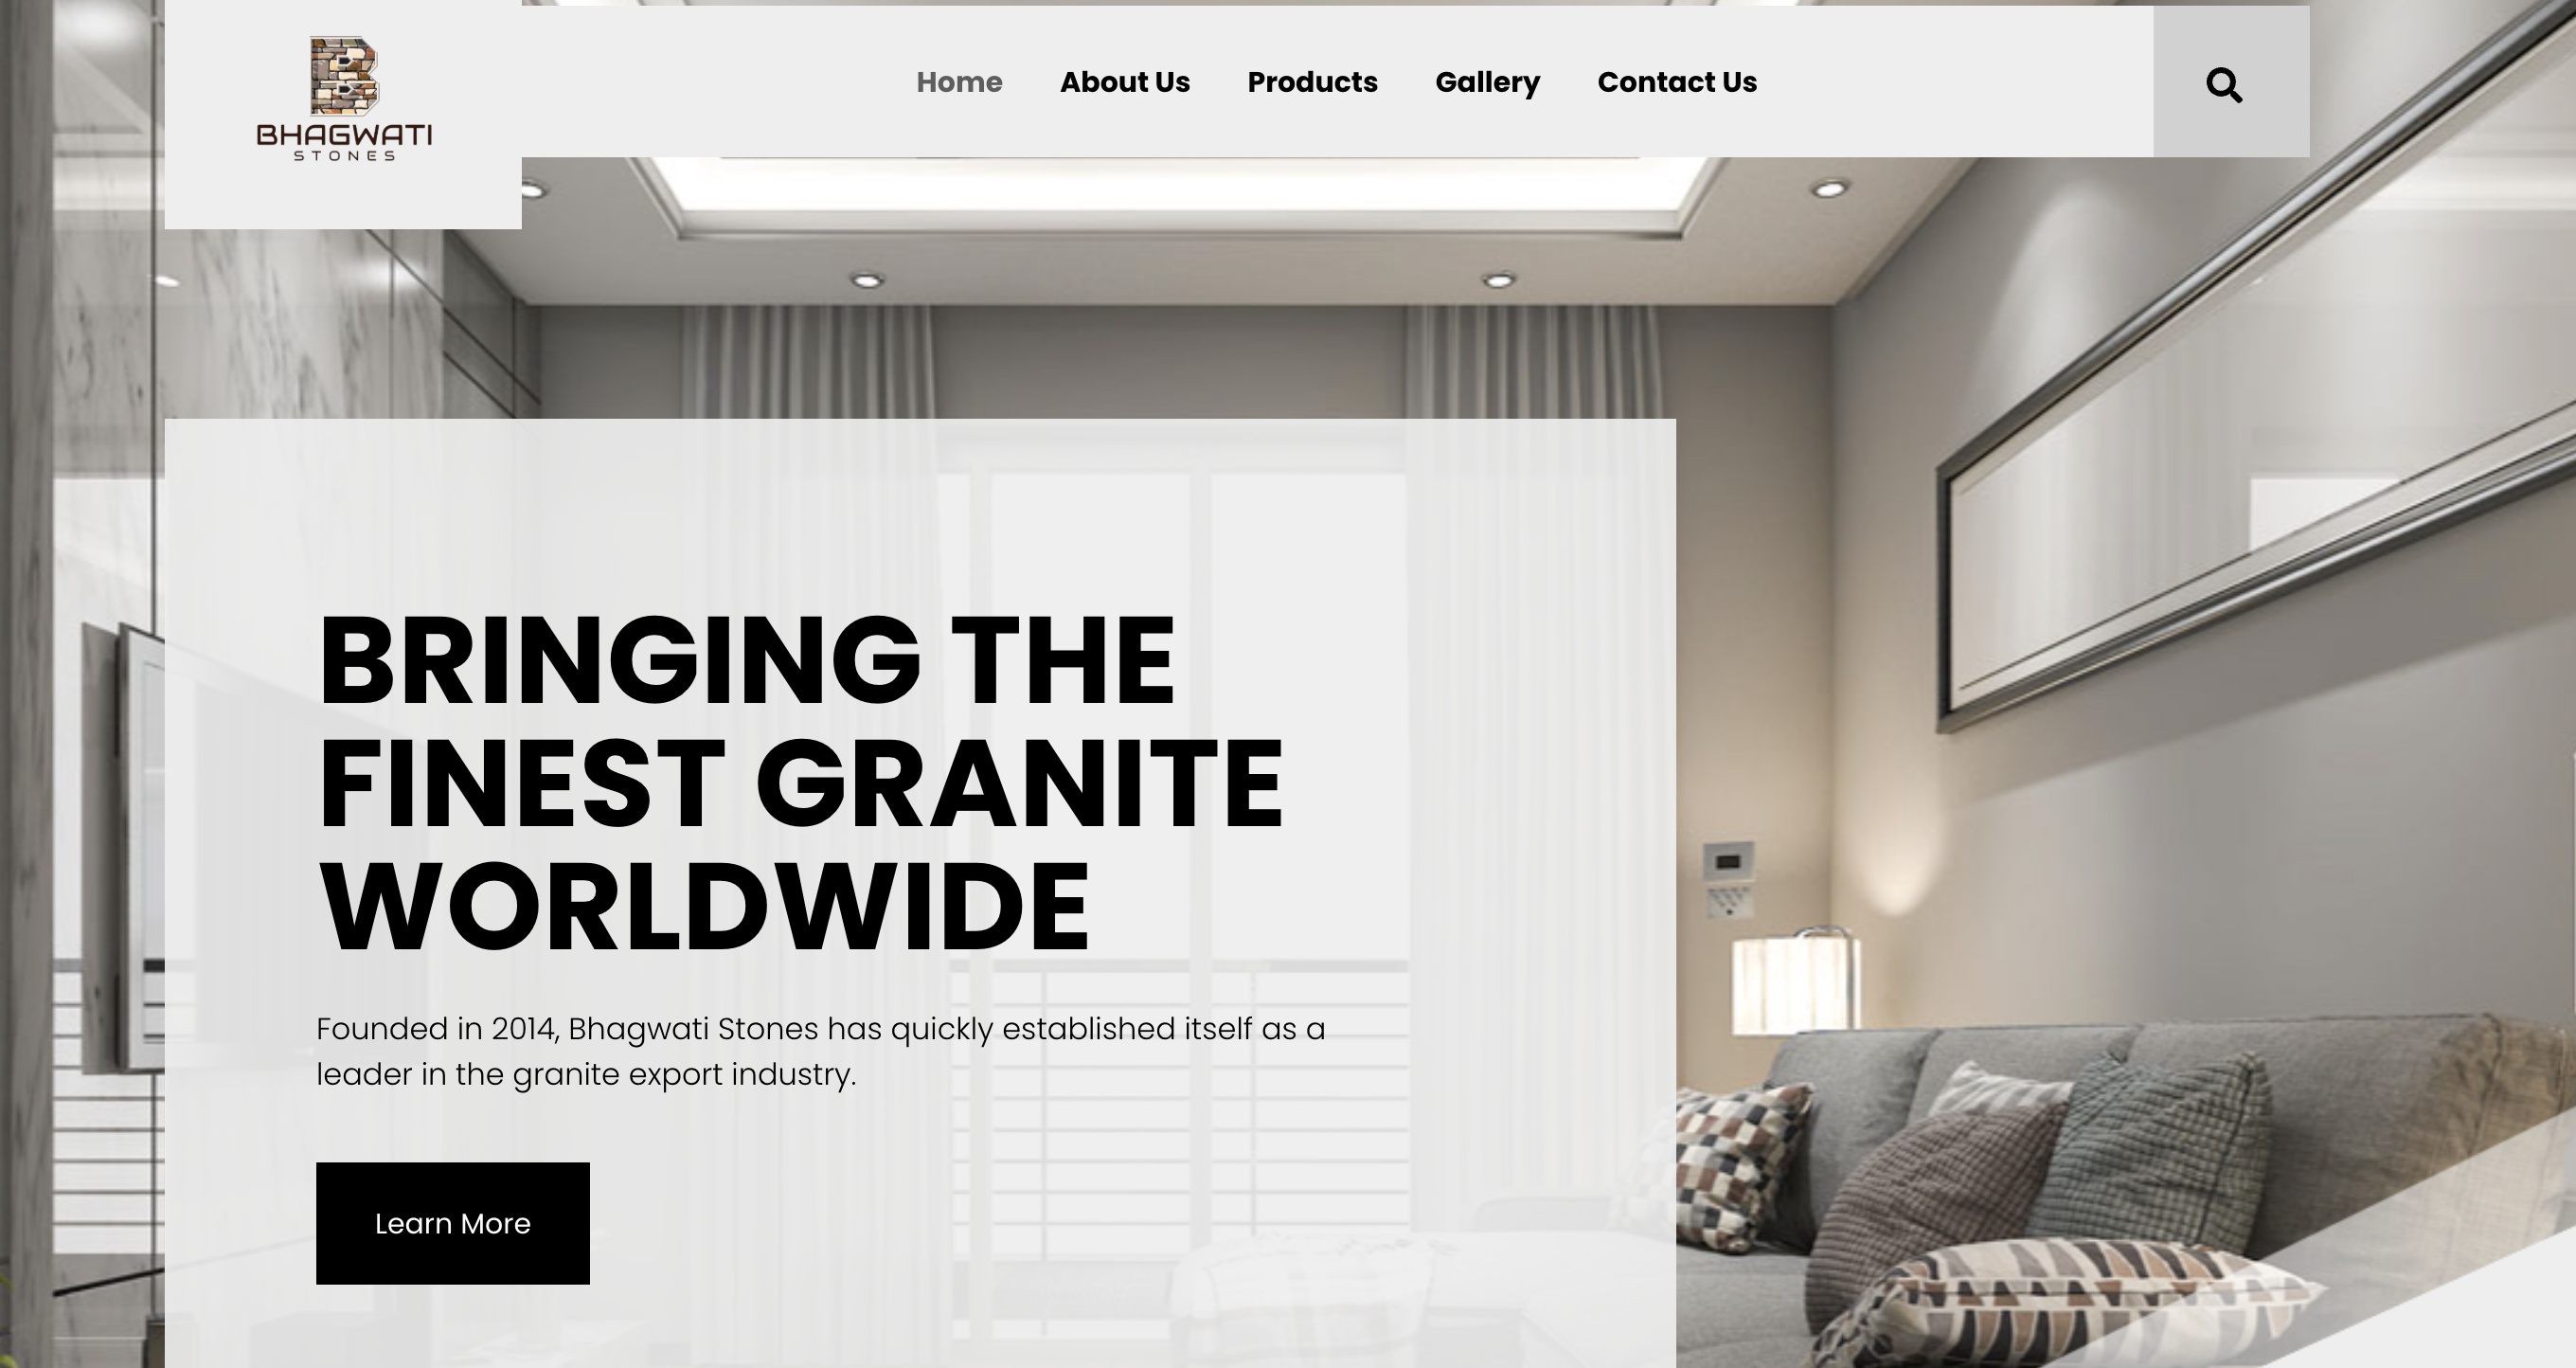 BHAGWATI
STONES
Home About Us Products Gallery Contact Us
BRINGING THE
FINEST GRANITE
WORLDWIDE
Founded in 2014, Bhagwati Stones has quickly established itself as a
leader in the granite export industry.
Learn More